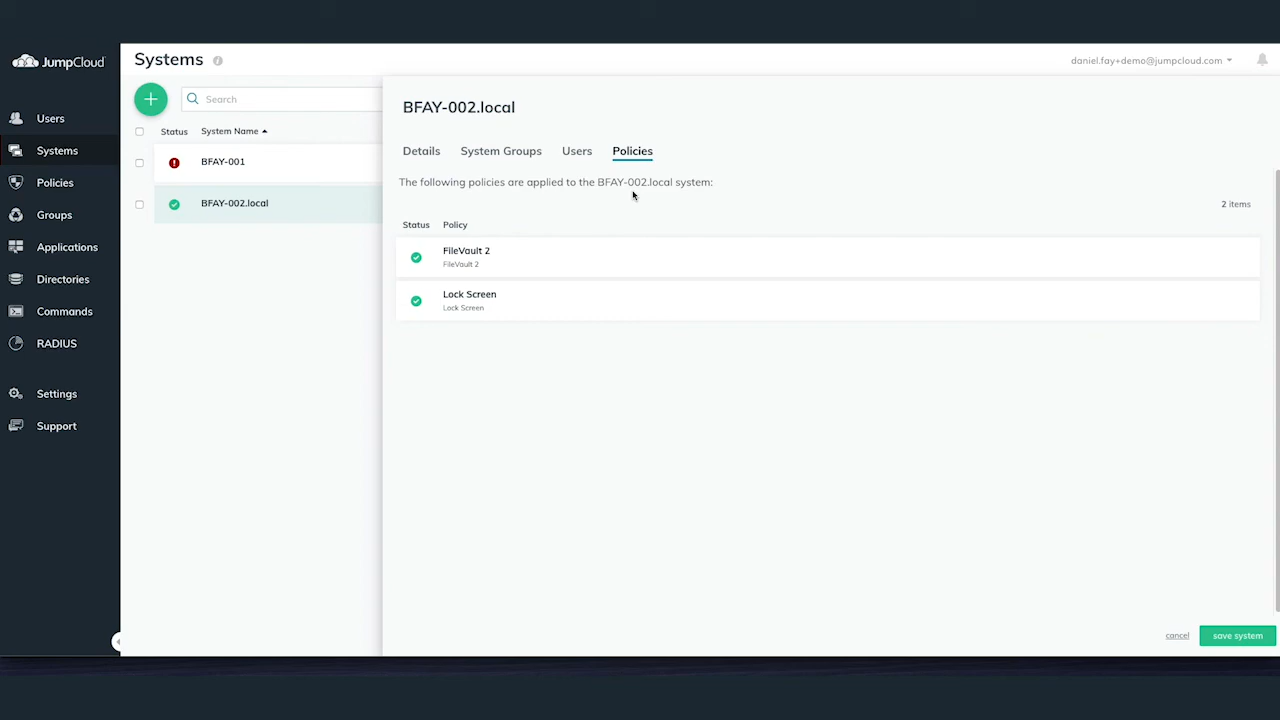 JumpCloud
Users
Systems
Policies
Groups
Applications
Directories
Commands
RADIUS
Settings
Support
Systems
daniel.fay+demo@jumpcloud.com
Search
Status System Name
BFAY-001
BFAY-002.local
BFAY-002.local
Details System Groups Users Policies
The following policies are applied to the BFAY-002.local system:
2 items
Status Policy
FileVault 2
FileVault 2
Lock Screen
Lock Screen
cancel save system